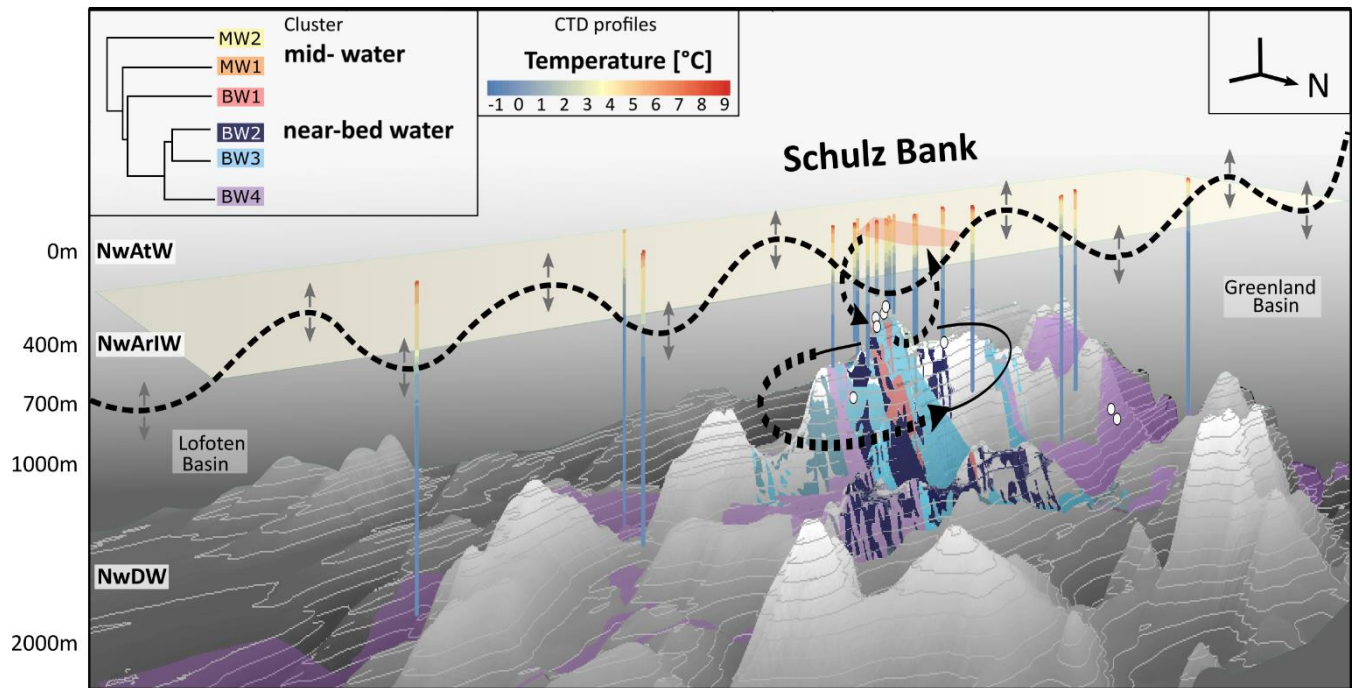 Cluster
MW2
mid- water
MW1
BW1
BW2
near-bed water
BW3
BW4
CTD profiles
Temperature [°C]
-1 0 1 2 3 4 5 6 7 8 9
N
Schulz Bank
0m
NwAtW
400m
NwArIW
700m
1000m
Lofoten
Basin
Greenland
Basin
NwDW
2000m